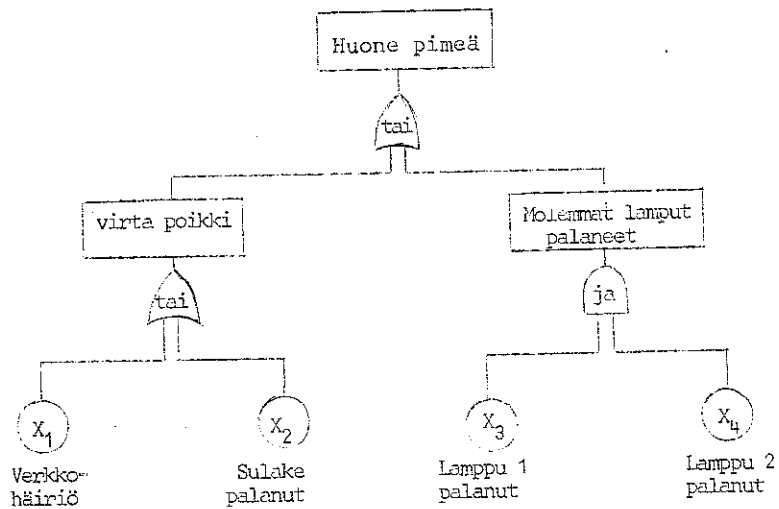 Huone pimeä
tai
virta poikki
Molemmat lamput
palaneet
tai
ja
X1
X2
X3
X4
Verkko-
häiriö
Sulake
palanut
Lamppu 1
palanut
Lamppu 2
palanut